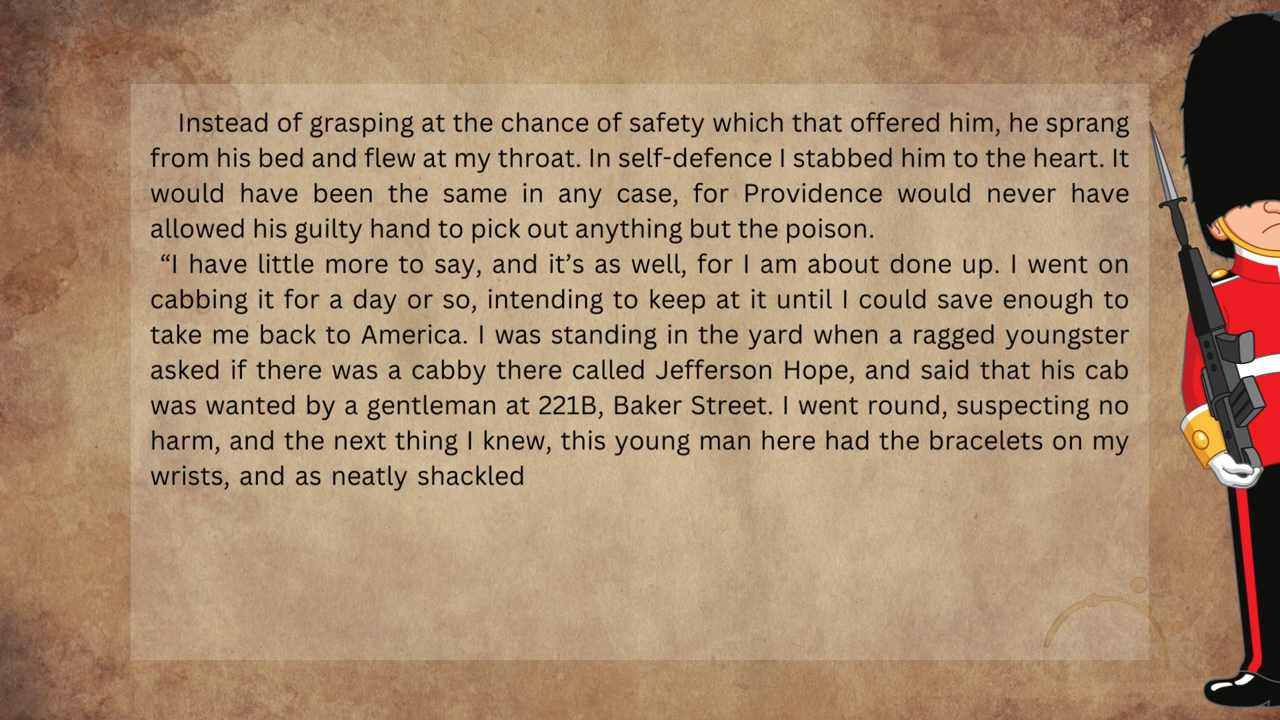 Instead of grasping at the chance of safety which that offered him, he sprang
from his bed and flew at my throat. In self-defence I stabbed him to the heart. It
would have been the same in any case, for Providence would never have
allowed his guilty hand to pick out anything but the poison.
“I have little more to say, and it’s as well, for I am about done up. I went on
cabbing it for a day or so, intending to keep at it until I could save enough to
take me back to America. I was standing in the yard when a ragged youngster
asked if there was a cabby there called Jefferson Hope, and said that his cab
was wanted by a gentleman at 221B, Baker Street. I went round, suspecting no
harm, and the next thing I knew, this young man here had the bracelets on my
wrists, and as neatly shackled